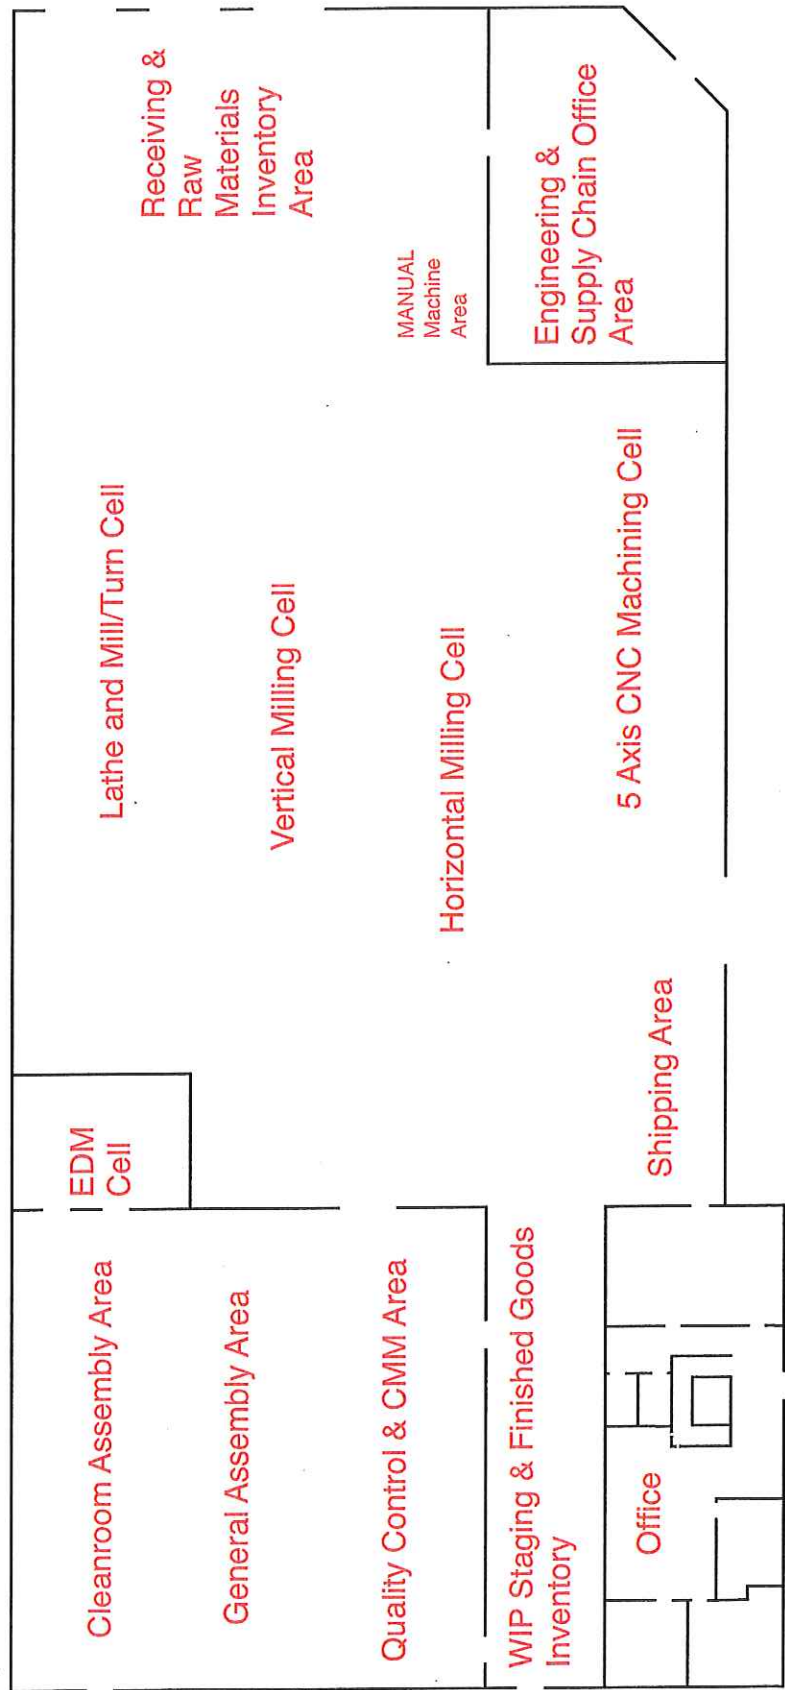 Receiving &
Raw
Materials
Inventory
Area
MANUAL
Machine
Area
Engineering &
Supply Chain Office
Area
Lathe and Mill/Turn Cell
Vertical Milling Cell
Horizontal Milling Cell
5 Axis CNC Machining Cell
EDM
Cell
Shipping Area
Cleanroom Assembly Area
General Assembly Area
Quality Control & CMM Area
WIP Staging & Finished Goods
Inventory
Office